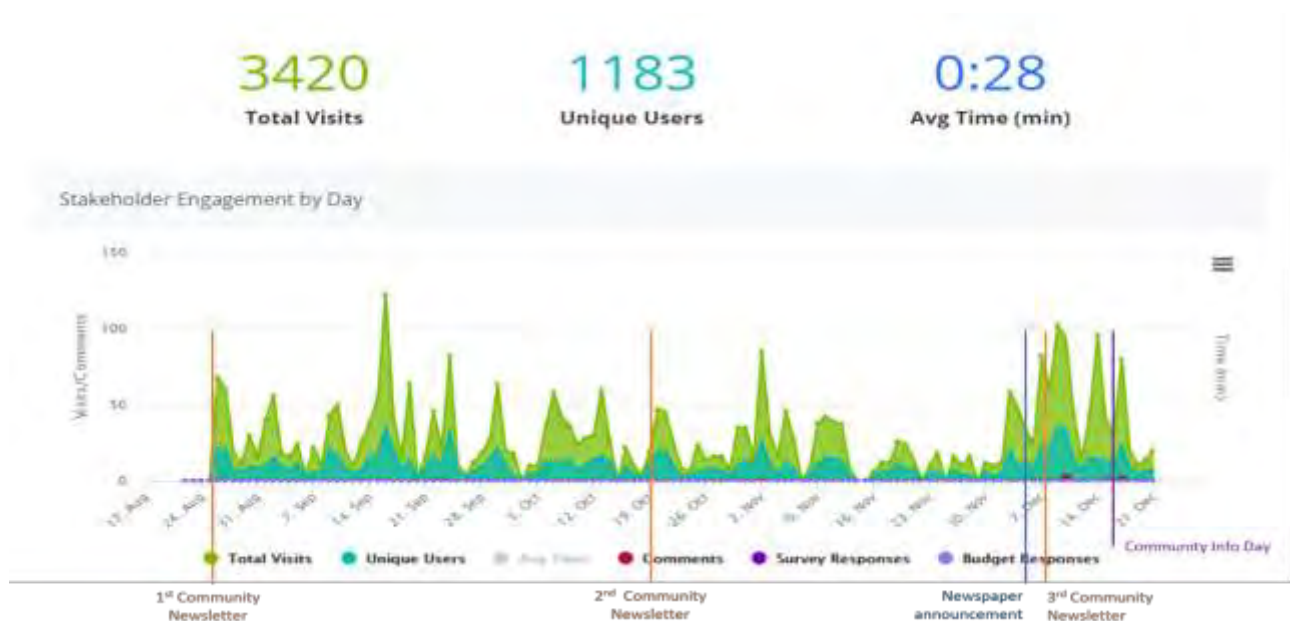 3420
Total Visits
1183
Unique Users
0:28
Avg Time (min)
Stakeholder Engagement by Day
150
100
50
0
Visits/Comments
Time (min)
17. Aug
24. Aug
31. Aug
7. Sep
14. Sep
21. Sep
28. Sep
5. Oct
12. Oct
19. Oct
26. Oct
2. Nov
9. Nov
16. Nov
23. Nov
30. Nov
7. Dec
14. Dec
21. Dec
Total Visits
Unique Users
Avg Time
Comments
Survey Responses
Budget Responses
Community Info Day
1st Community
Newsletter
2nd Community
Newsletter
Newspaper
announcement
3rd Community
Newsletter